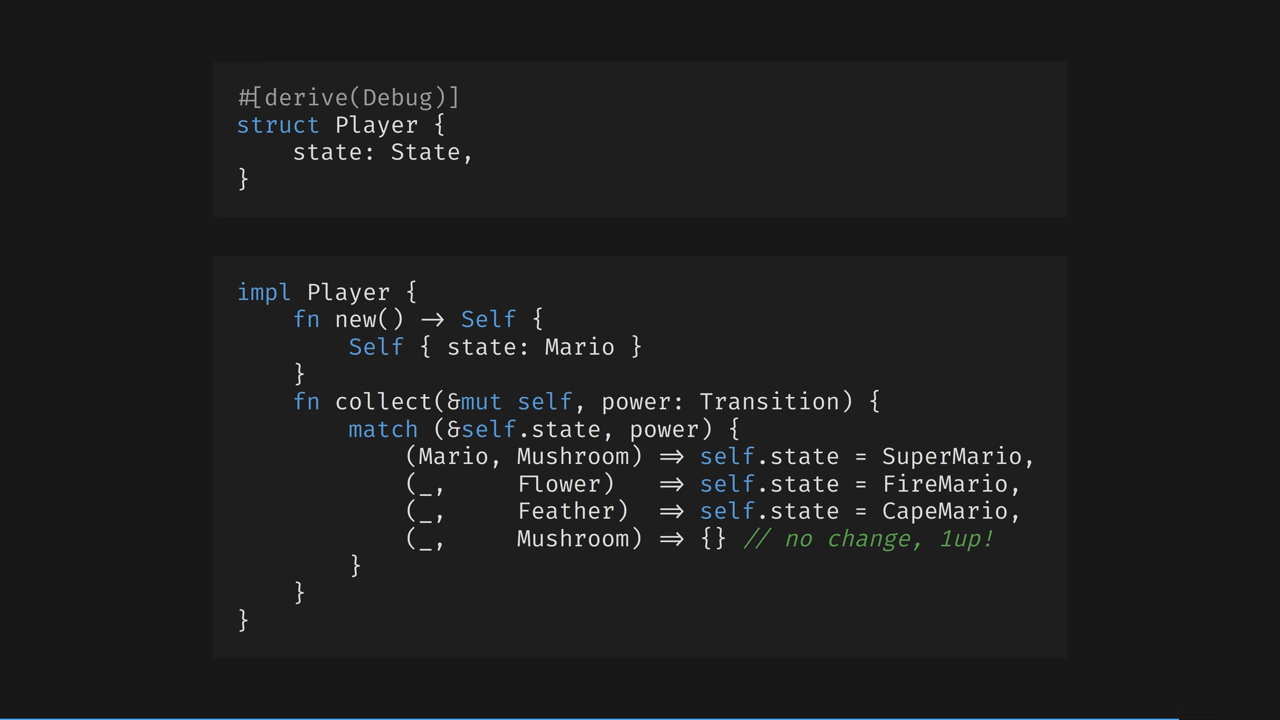 #[derive(Debug)]
struct Player {
    state: State,
}
impl Player {
    fn new() -> Self {
        Self { state: Mario }
    }
    fn collect(&mut self, power: Transition) {
        match (&self.state, power) {
            (Mario, Mushroom) => self.state = SuperMario,
            (_,     Flower)   => self.state = FireMario,
            (_,     Feather)  => self.state = CapeMario,
            (_,     Mushroom) => {} // no change, 1up!
        }
    }
}